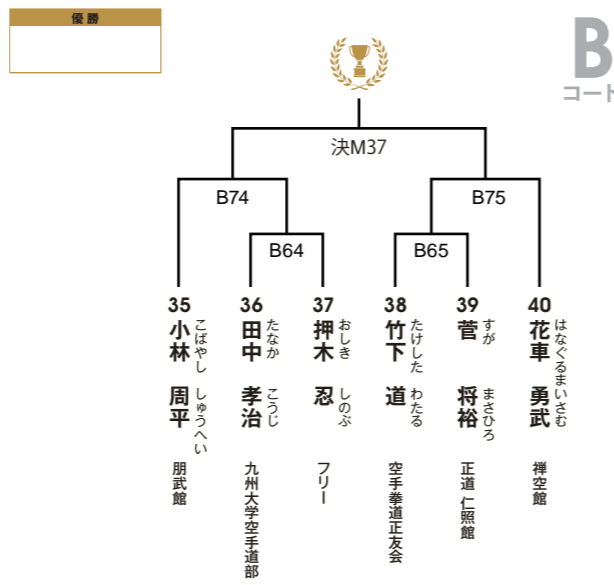 優勝
B
コート
決M37
B74
B75
B64
B65
35
小林 周平
こばやし しゅうへい
朋武館
36
田中 孝治
たなか こうじ
九州大学空手道部
37
押木 忍
おしき しのぶ
フリー
38
竹下 道
たけした わたる
空手拳道正友会
39
菅 将裕
すが まさひろ
正道 仁照館
40
花車 勇武
はなぐるまいさむ
禅空館